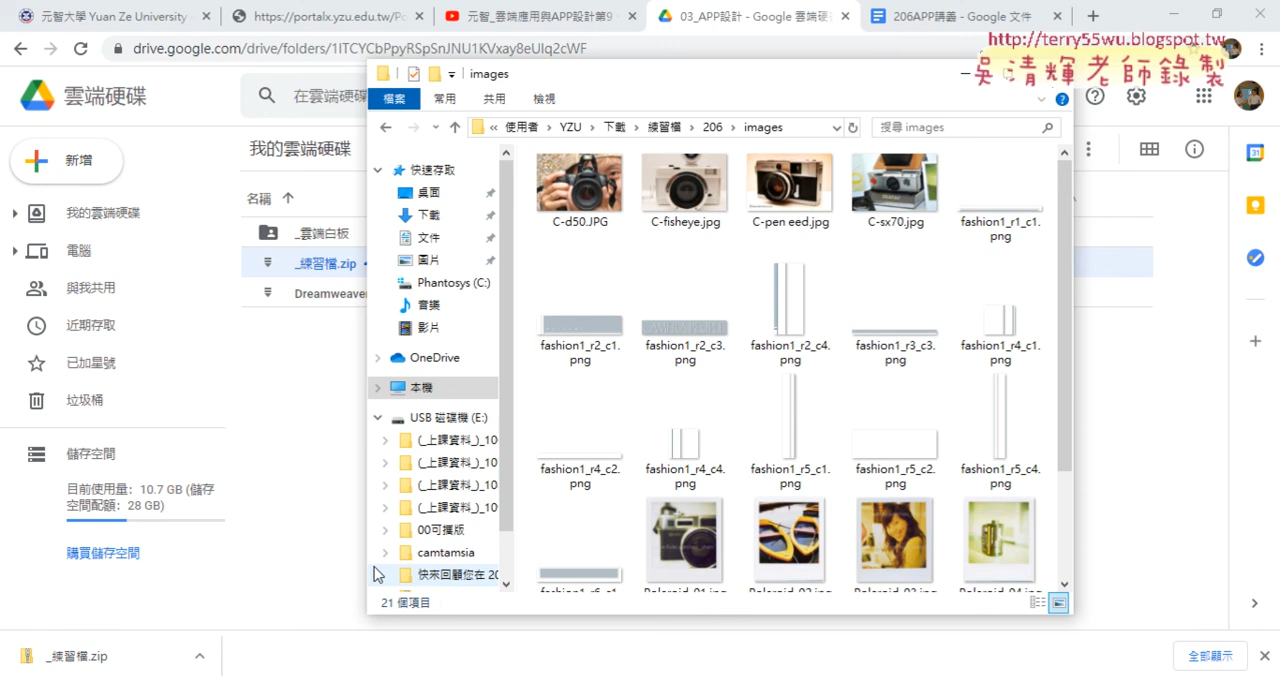 元智大學 Yuan Ze University
https://portalx.yzu.edu.tw/Po
元智_雲端應用與APP設計第9
03_APP設計 - Google 雲端硬碟
206APP講義 - Google 文件
drive.google.com/drive/folders/1ITCYCbPpyRSpSnJNU1KVxay8eUIq2cWF
http://terry55wu.blogspot.tw
吳清輝老師錄製
雲端硬碟
在雲端硬碟
images
檔案
常用
共用
檢視
« 使用者 > YZU > 下載 > 練習檔 > 206 > images
搜尋 images
新增
我的雲端硬碟
名稱
_雲端白板
_練習檔.zip
Dreamweaver
我的雲端硬碟
電腦
與我共用
近期存取
已加星號
垃圾桶
儲存空間
目前使用量：10.7 GB (儲存
空間配額：28 GB)
購買儲存空間
快速存取
桌面
下載
文件
圖片
Phantosys (C:)
音樂
影片
OneDrive
本機
USB 磁碟機 (E:)
(_上課資料_)_10
(_上課資料_)_10
(_上課資料_)_10
(_上課資料_)_10
00可攜版
camtamsia
快來回顧您在 20
C-d50.JPG
C-fisheye.jpg
C-pen eed.jpg
C-sx70.jpg
fashion1_r1_c1.
png
fashion1_r2_c1.
png
fashion1_r2_c3.
png
fashion1_r2_c4.
png
fashion1_r3_c3.
png
fashion1_r4_c1.
png
fashion1_r4_c2.
png
fashion1_r4_c4.
png
fashion1_r5_c1.
png
fashion1_r5_c2.
png
fashion1_r5_c4.
png
fashion1_r6_c1
Polaroid_01.jpg
Polaroid_02.jpg
Polaroid_03.jpg
Polaroid_04.jpg
21 個項目
_練習檔.zip
全部顯示